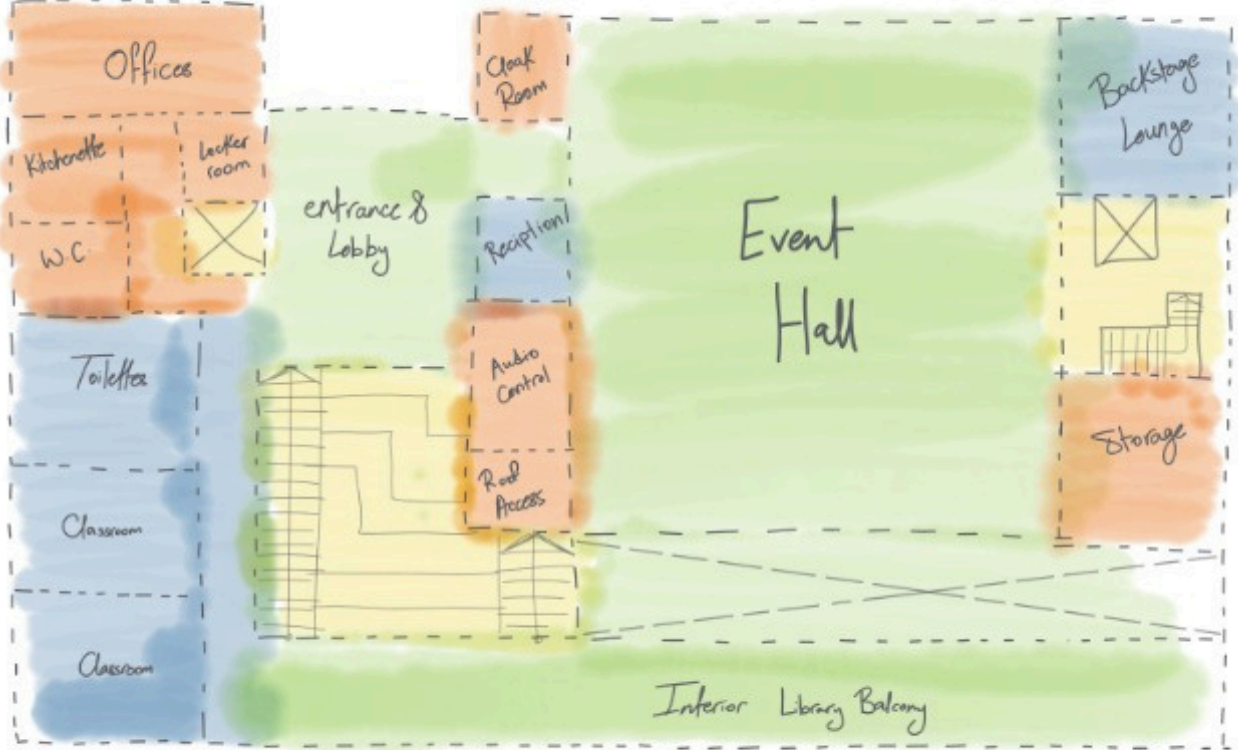 Offices
Cloak
Room
Backstage
Lounge
Kitchenette
Locker
room
entrance &
Lobby
W.C.
Reciption
Event
Hall
Toilettes
Audio
Control
Storage
Roof
Access
Classroom
Classroom
Interior Library Balcony